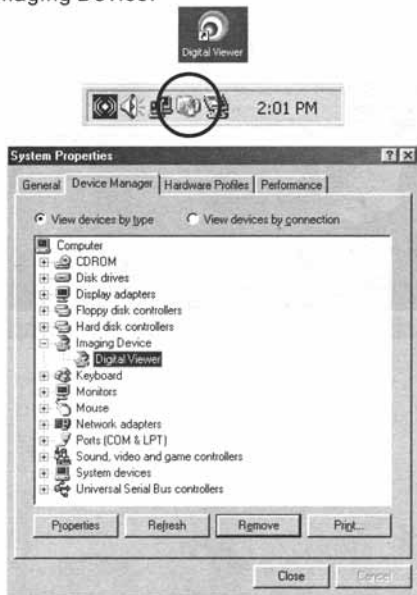 Imaging Device.
Digital Viewer
2:01 PM
System Properties
General Device Manager Hardware Profiles Performance
View devices by type View devices by connection
Computer
CDROM
Disk drives
Display adapters
Floppy disk controllers
Hard disk controllers
Imaging Device
Digital Viewer
Keyboard
Monitors
Mouse
Network adapters
Ports (COM & LPT)
Sound, video and game controllers
System devices
Universal Serial Bus controllers
Properties Refresh Remove Print...
Close Cancel